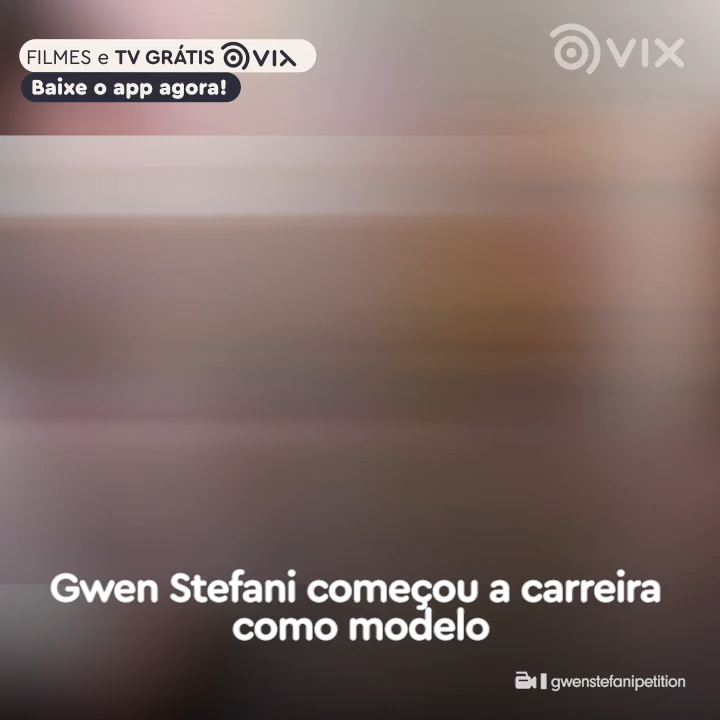 FILMES e TV GRÁTIS VIX
VIX
Baixe o app agora!
Gwen Stefani começou a carreira
como modelo
gwenstefanipetition